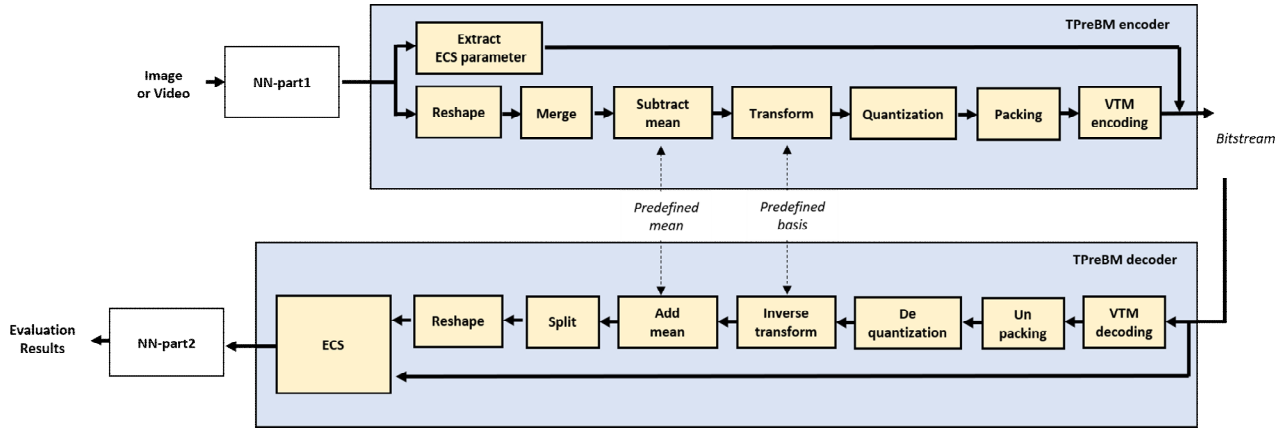 TPreBM encoder
Extract
ECS parameter
Image
or Video
NN-part1
Reshape
Merge
Subtract
mean
Transform
Quantization
Packing
VTM
encoding
Bitstream
Predefined
mean
Predefined
basis
TPreBM decoder
Evaluation
Results
NN-part2
ECS
Reshape
Split
Add
mean
Inverse
transform
De
quantization
Un
packing
VTM
decoding